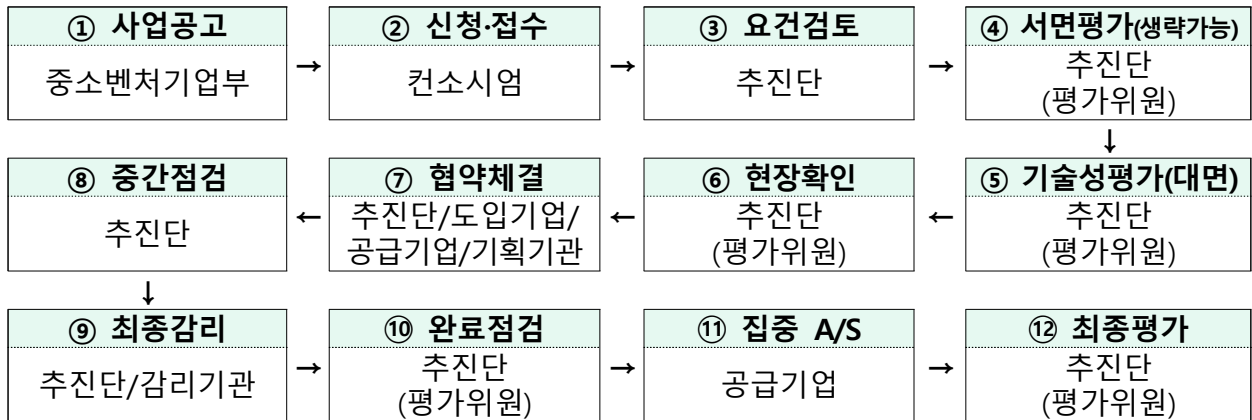 ① 사업공고
중소벤처기업부
→
② 신청·접수
컨소시엄
→
③ 요건검토
추진단
→
④ 서면평가(생략가능)
추진단
(평가위원)
↓
⑤ 기술성평가(대면)
추진단
(평가위원)
←
⑥ 현장확인
추진단
(평가위원)
←
⑦ 협약체결
추진단/도입기업/
공급기업/기획기관
←
⑧ 중간점검
추진단
↓
⑨ 최종감리
추진단/감리기관
→
⑩ 완료점검
추진단
(평가위원)
→
⑪ 집중 A/S
공급기업
→
⑫ 최종평가
추진단
(평가위원)